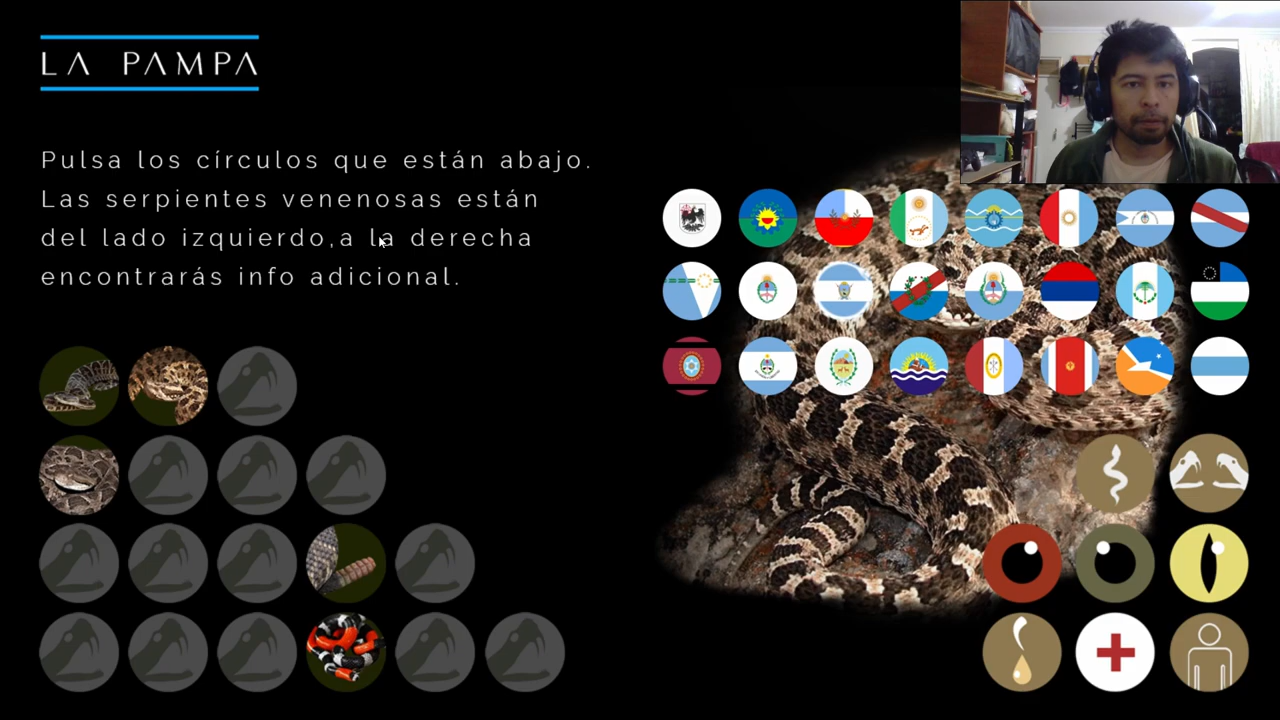 LA PAMPA
Pulsa los círculos que están abajo.
Las serpientes venenosas están
del lado izquierdo,a la derecha
encontrarás info adicional.